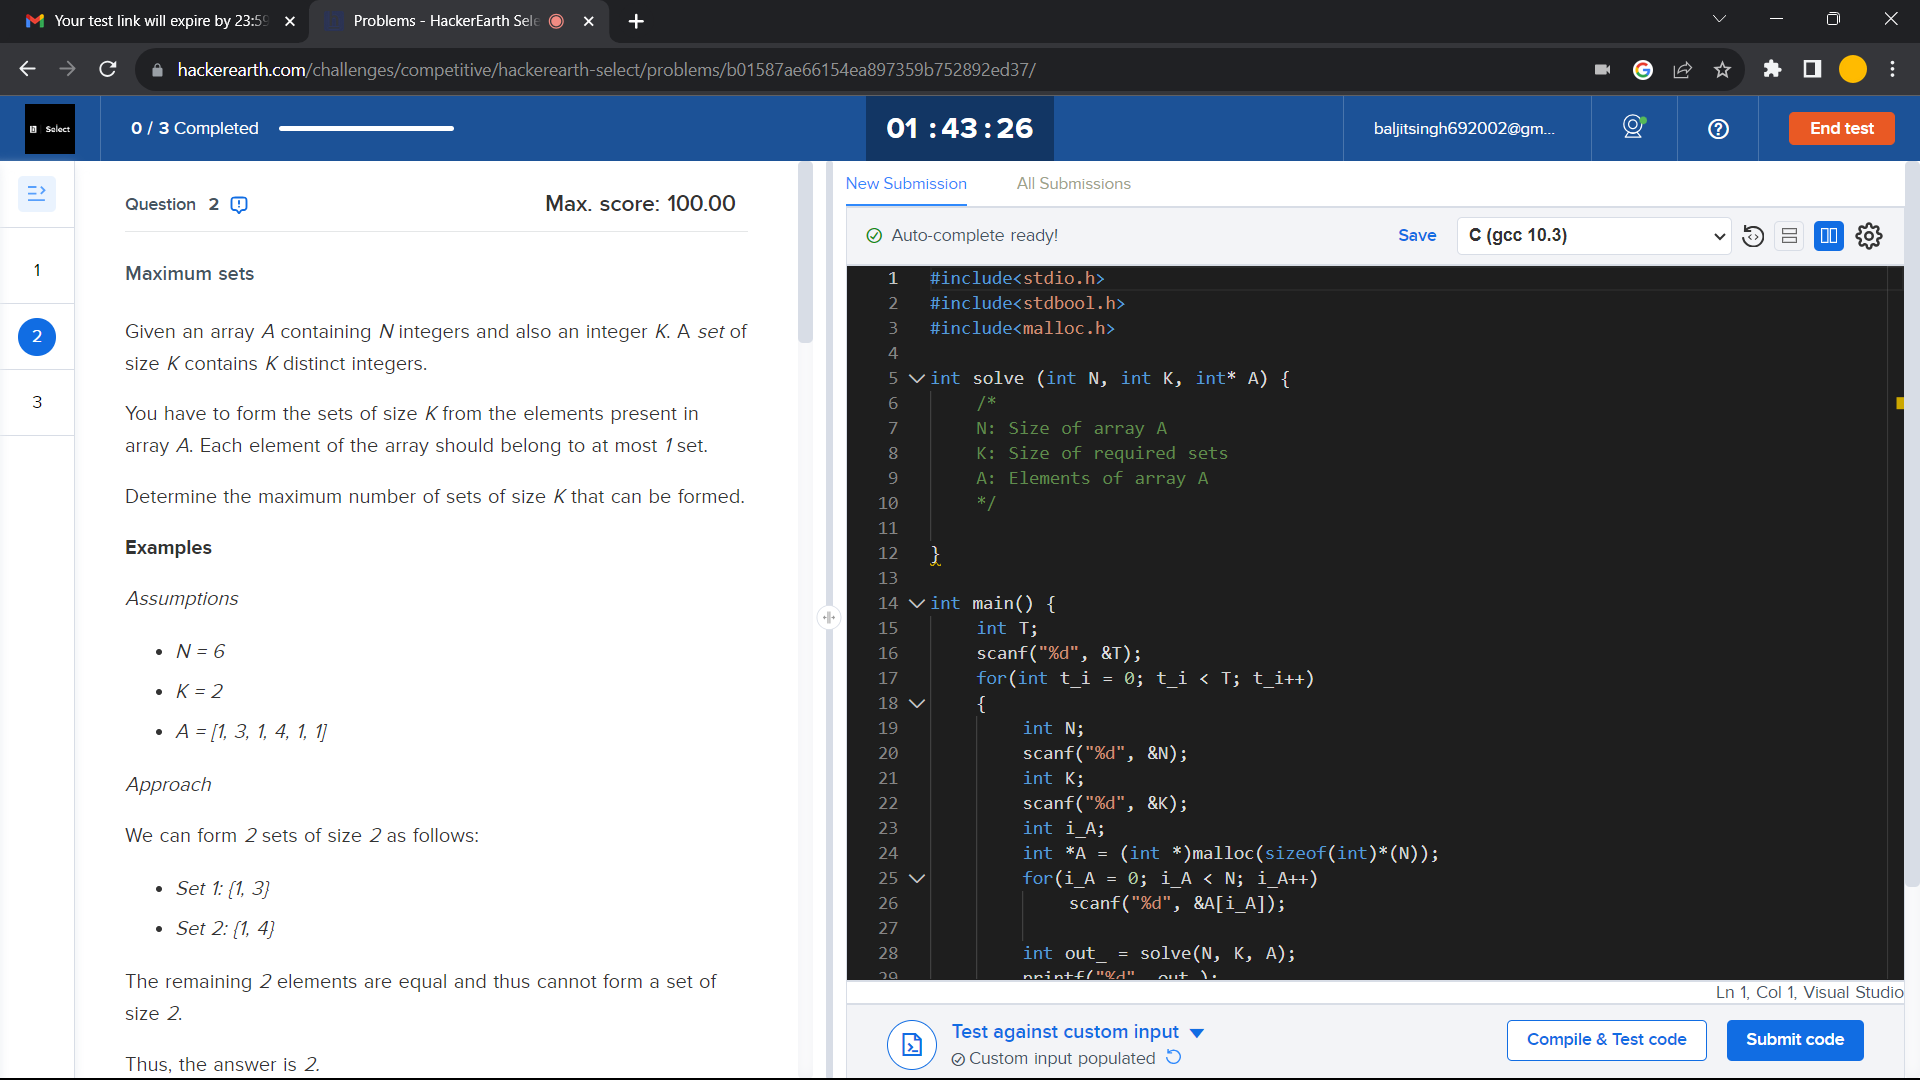 Your test link will expire by 23:59
Problems - HackerEarth Sele
hackerearth.com/challenges/competitive/hackerearth-select/problems/b01587ae66154ea897359b752892ed37/
Select
0 / 3 Completed
01 : 43 : 26
baljitsingh692002@gm...
End test
1
2
3
Question 2
Max. score: 100.00
Maximum sets
Given an array A containing N integers and also an integer K. A set of
size K contains K distinct integers.
You have to form the sets of size K from the elements present in
array A. Each element of the array should belong to at most 1 set.
Determine the maximum number of sets of size K that can be formed.
Examples
Assumptions
• N = 6
• K = 2
• A = [1, 3, 1, 4, 1, 1]
Approach
We can form 2 sets of size 2 as follows:
• Set 1: {1, 3}
• Set 2: {1, 4}
The remaining 2 elements are equal and thus cannot form a set of
size 2.
Thus, the answer is 2.
New Submission
All Submissions
Auto-complete ready!
Save
C (gcc 10.3)
1 #include<stdio.h>
2 #include<stdbool.h>
3 #include<malloc.h>
4
5 int solve (int N, int K, int* A) {
6 /*
7 N: Size of array A
8 K: Size of required sets
9 A: Elements of array A
10 */
11
12 }
13
14 int main() {
15 int T;
16 scanf("%d", &T);
17 for(int t_i = 0; t_i < T; t_i++)
18 {
19 int N;
20 scanf("%d", &N);
21 int K;
22 scanf("%d", &K);
23 int i_A;
24 int *A = (int *)malloc(sizeof(int)*(N));
25 for(i_A = 0; i_A < N; i_A++)
26 scanf("%d", &A[i_A]);
27
28 int out_ = solve(N, K, A);
29 printf("%d", out_);
Ln 1, Col 1, Visual Studio
Test against custom input
Custom input populated
Compile & Test code
Submit code